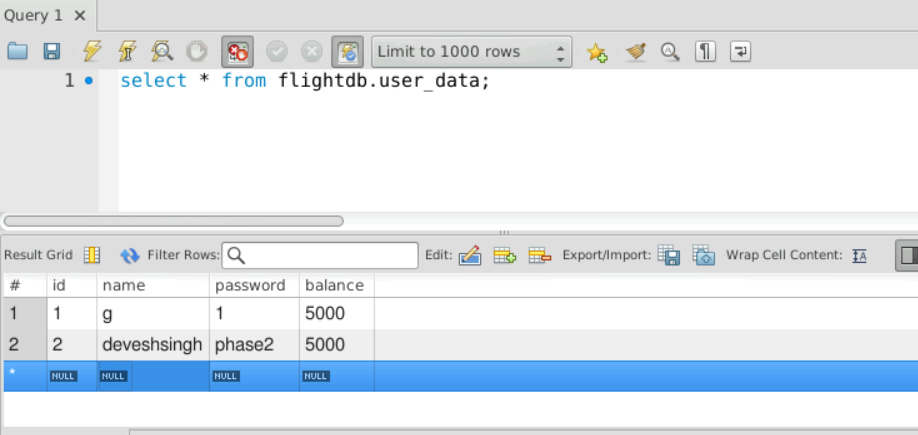 Query 1
Limit to 1000 rows
1 select * from flightdb.user_data;
Result Grid Filter Rows: Edit: Export/Import: Wrap Cell Content:
# id name password balance
1 1 g 1 5000
2 2 deveshsingh phase2 5000
* NULL NULL NULL NULL